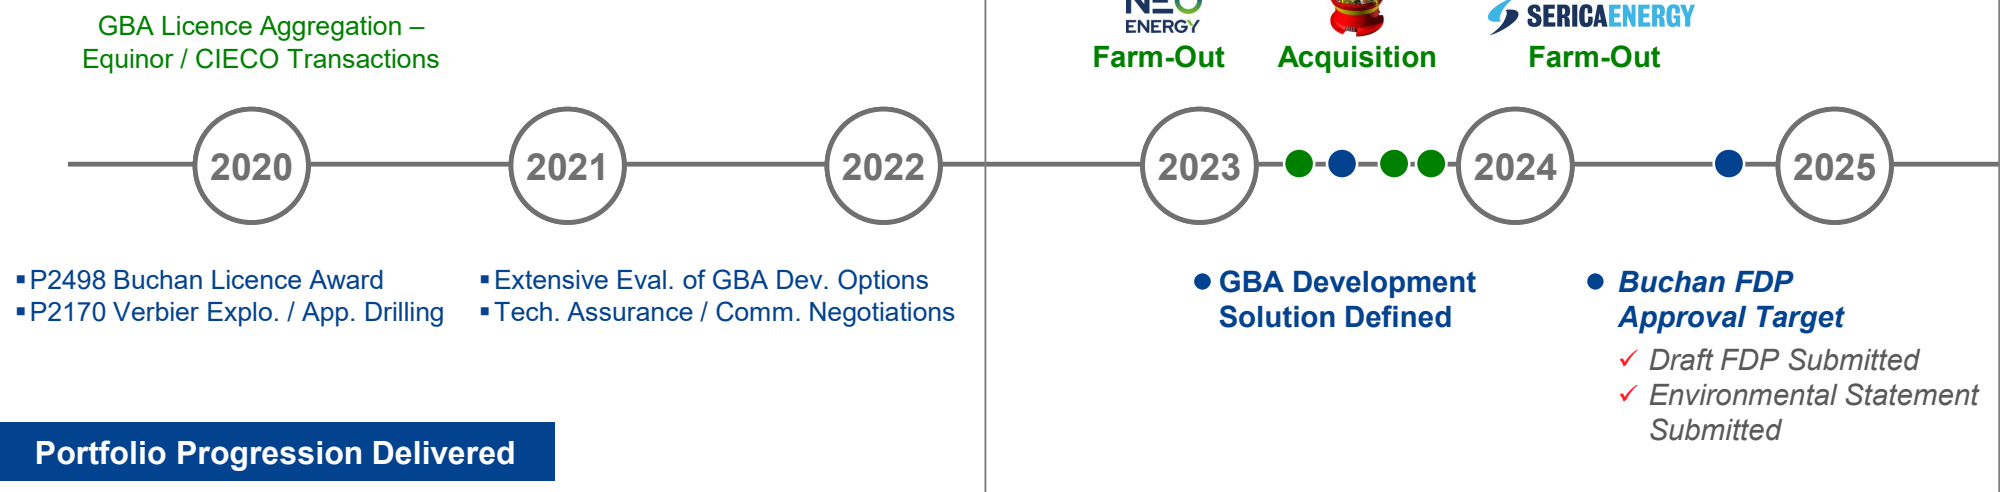 GBA Licence Aggregation –
Equinor / CIECO Transactions
NEO
ENERGY
Farm-Out
Acquisition
SERICAENERGY
Farm-Out
2020
2021
2022
2023
2024
2025
▪P2498 Buchan Licence Award
▪P2170 Verbier Explo. / App. Drilling
▪Extensive Eval. of GBA Dev. Options
▪Tech. Assurance / Comm. Negotiations
● GBA Development
Solution Defined
● Buchan FDP
Approval Target
✓ Draft FDP Submitted
✓ Environmental Statement
Submitted
Portfolio Progression Delivered